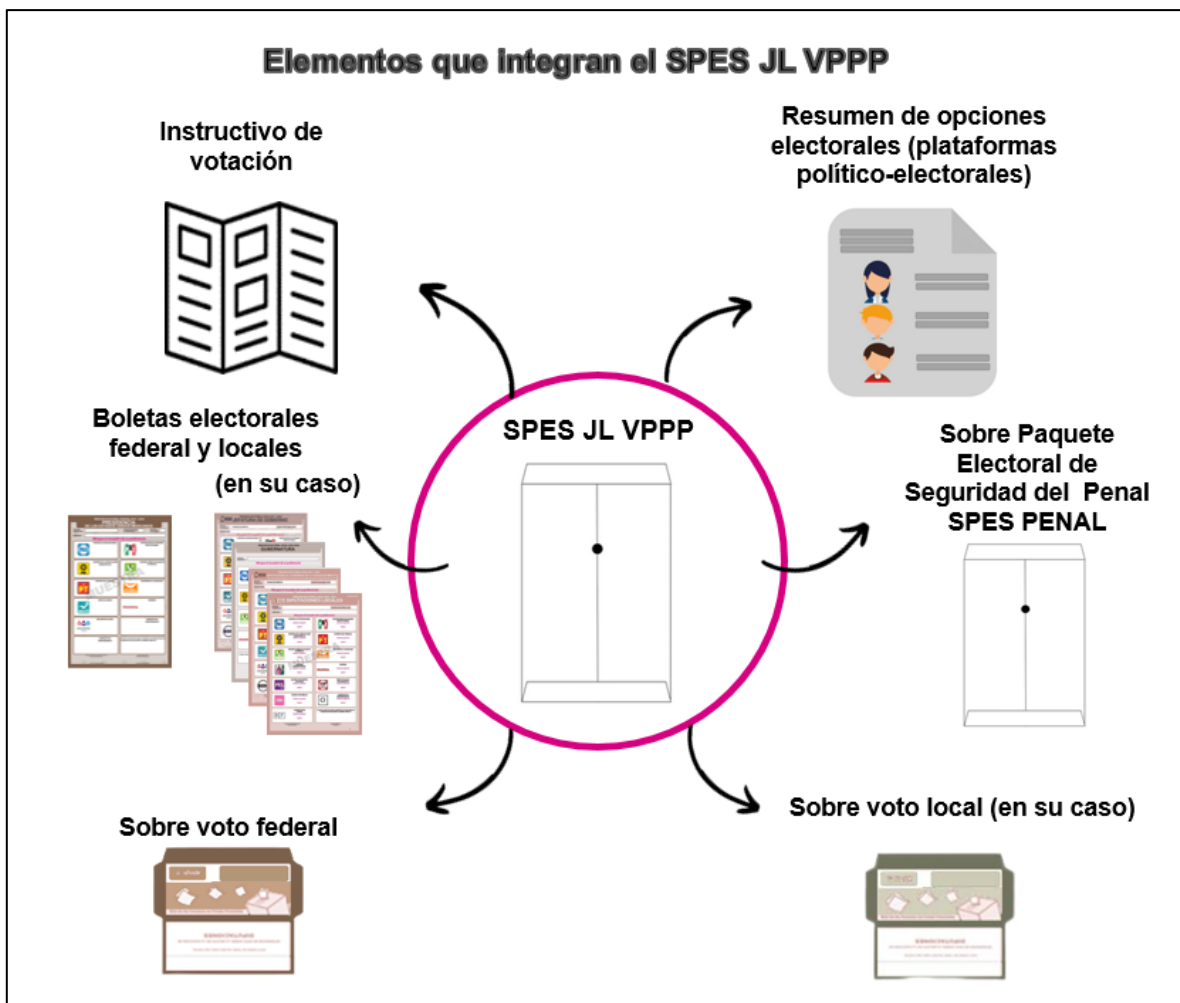 Elementos que integran el SPES JL VPPP
Instructivo de
votación
Resumen de opciones
electorales (plataformas
político-electorales)
Boletas electorales
federal y locales
(en su caso)
PRESIDENCIA
GUBERNATURA
SPES JL VPPP
Sobre Paquete
Electoral de
Seguridad del Penal
SPES PENAL
Sobre voto federal
Sobre voto local (en su caso)